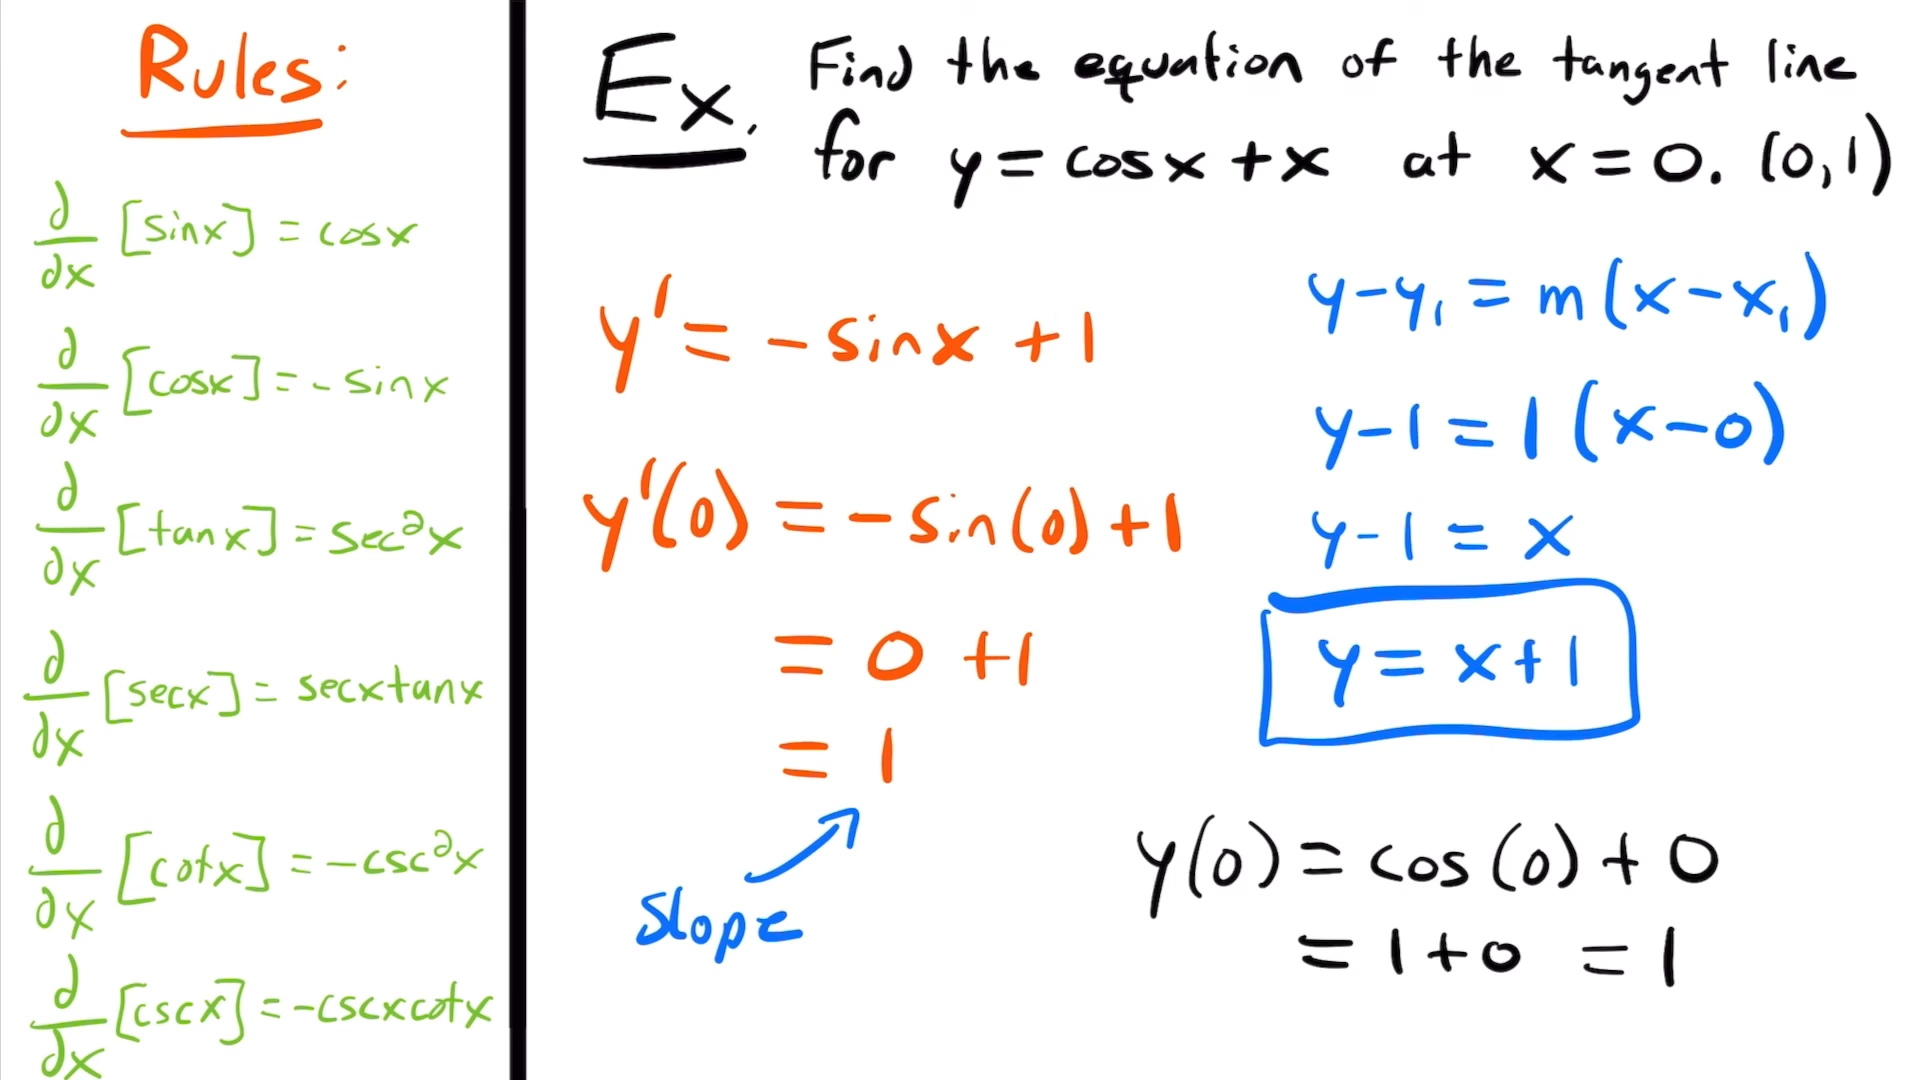 Rules:
d/dx [sinx] = cosx
d/dx [cosx] = -sinx
d/dx [tanx] = sec²x
d/dx [secx] = secxtanx
d/dx [cotx] = -csc²x
d/dx [cscx] = -cscxcotx
Ex. Find the equation of the tangent line
for y = cosx + x at x = 0. (0,1)
y' = -sinx + 1
y'(0) = -sin(0) + 1
= 0 + 1
= 1
slope
y - y₁ = m(x - x₁)
y - 1 = 1(x - 0)
y - 1 = x
y = x + 1
y(0) = cos(0) + 0
= 1 + 0 = 1